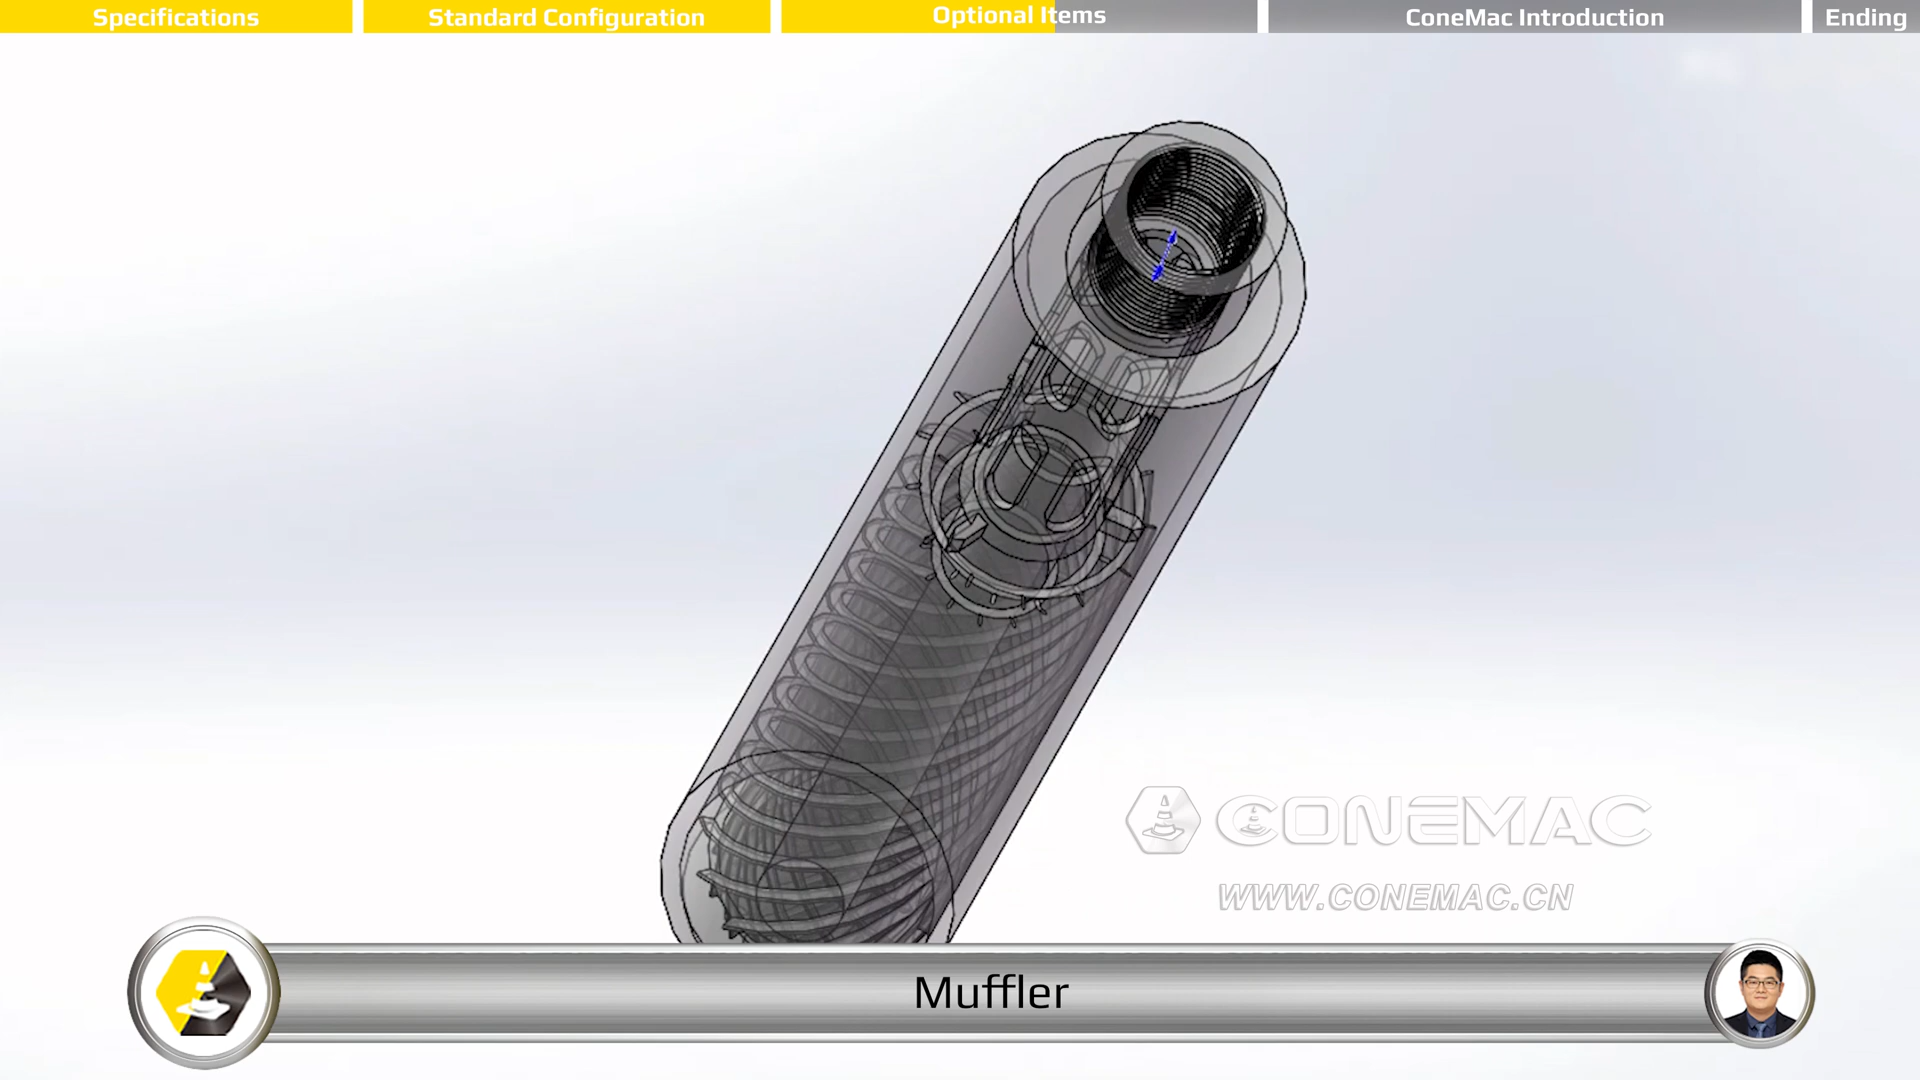 Specifications
Standard Configuration
Optional Items
ConeMac Introduction
Ending
CONEMAC
WWW.CONEMAC.CN
Muffler